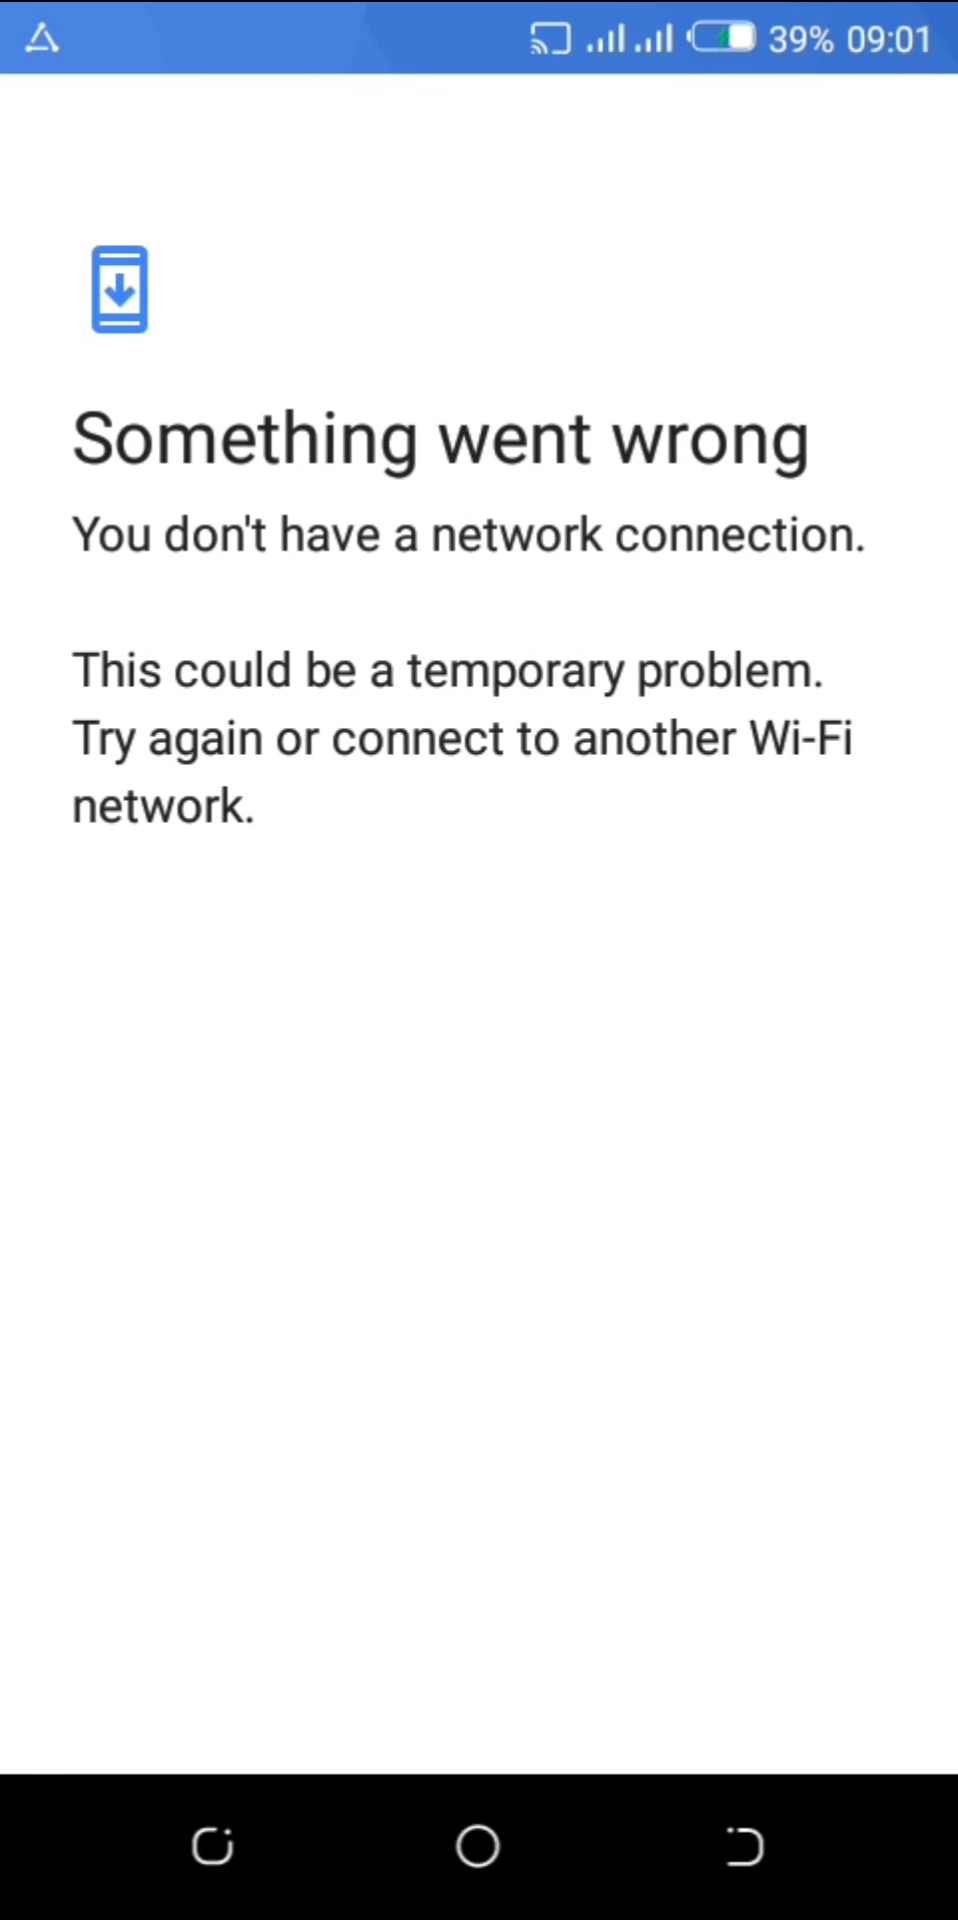 39% 09:01
Something went wrong
You don't have a network connection.
This could be a temporary problem.
Try again or connect to another Wi-Fi
network.